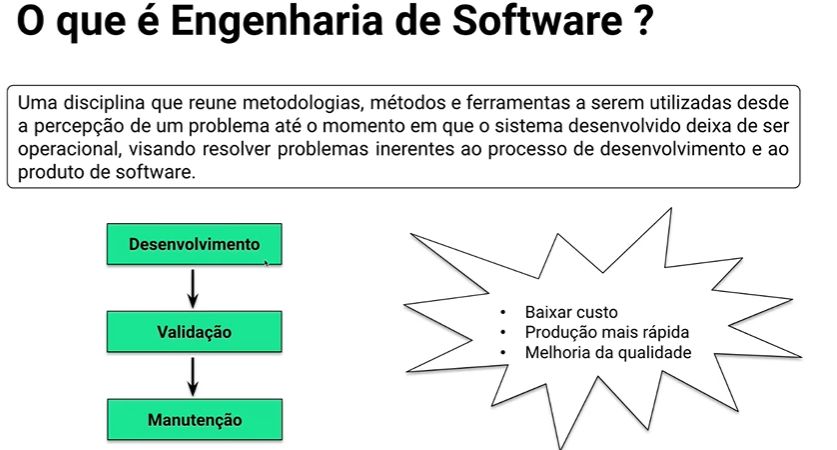 O que é Engenharia de Software ?
Uma disciplina que reune metodologias, métodos e ferramentas a serem utilizadas desde
a percepção de um problema até o momento em que o sistema desenvolvido deixa de ser
operacional, visando resolver problemas inerentes ao processo de desenvolvimento e ao
produto de software.
Desenvolvimento
Validação
Manutenção
• Baixar custo
• Produção mais rápida
• Melhoria da qualidade